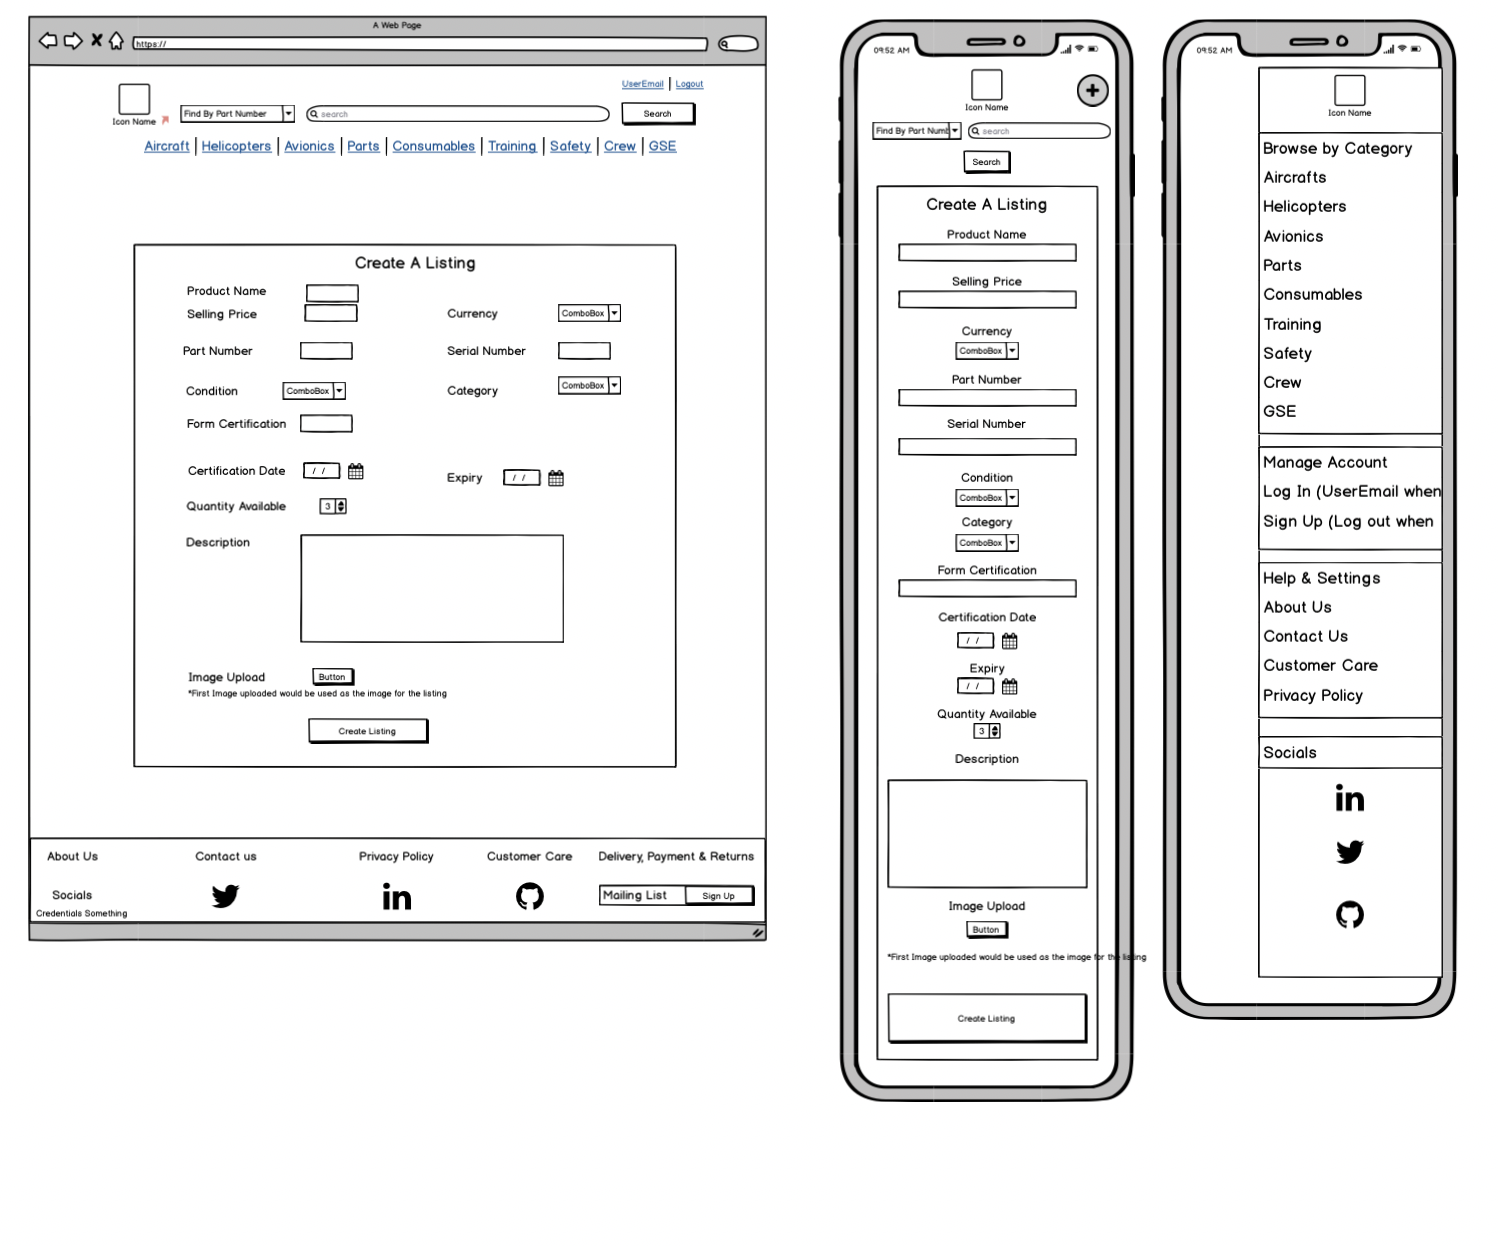 A Web Page
https://
UserEmail | Logout
Icon Name
Find By Part Number
search
Search
Aircraft | Helicopters | Avionics | Parts | Consumables | Training | Safety | Crew | GSE
Create A Listing
Product Name
Selling Price
Currency
ComboBox
Part Number
Serial Number
Condition
ComboBox
Category
ComboBox
Form Certification
Certification Date
/ /
Expiry
/ /
Quantity Available
3
Description
Image Upload
Button
*First Image uploaded would be used as the image for the listing
Create Listing
About Us
Contact us
Privacy Policy
Customer Care
Delivery, Payment & Returns
Socials
Mailing List
Sign Up
Credentials Something
09:52 AM
Icon Name
Find By Part Numb
search
Search
Create A Listing
Product Name
Selling Price
Currency
ComboBox
Part Number
Serial Number
Condition
ComboBox
Category
ComboBox
Form Certification
Certification Date
/ /
Expiry
/ /
Quantity Available
3
Description
Image Upload
Button
*First Image uploaded would be used as the image for the listing
Create Listing
09:52 AM
Icon Name
Browse by Category
Aircrafts
Helicopters
Avionics
Parts
Consumables
Training
Safety
Crew
GSE
Manage Account
Log In (UserEmail when
Sign Up (Log out when
Help & Settings
About Us
Contact Us
Customer Care
Privacy Policy
Socials
in